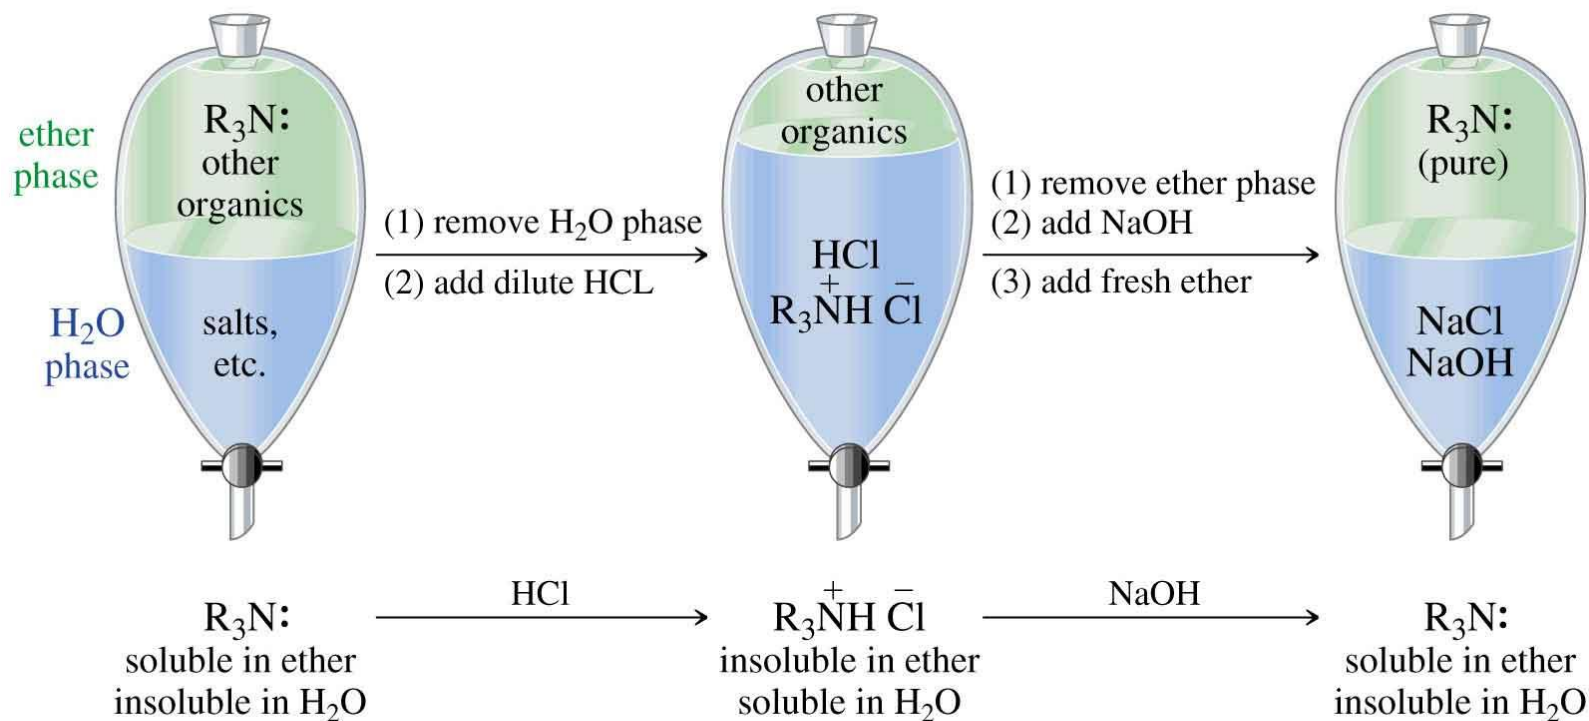 ether
phase
H₂O
phase
R₃N:
other
organics
salts,
etc.
(1) remove H₂O phase
(2) add dilute HCL
other
organics
HCl
+ −
R₃NH Cl
(1) remove ether phase
(2) add NaOH
(3) add fresh ether
R₃N:
(pure)
NaCl
NaOH
R₃N:
soluble in ether
insoluble in H₂O
HCl
+ −
R₃NH Cl
insoluble in ether
soluble in H₂O
NaOH
R₃N:
soluble in ether
insoluble in H₂O